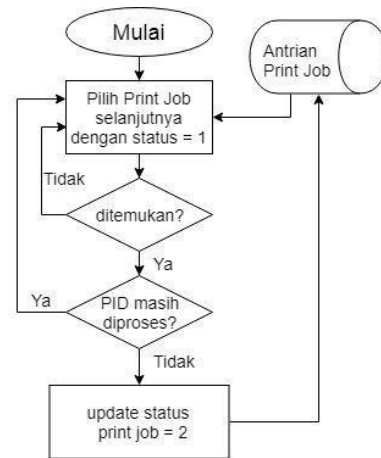 Mulai
Antrian
Print Job
Pilih Print Job
selanjutnya
dengan status = 1
Tidak
ditemukan?
Ya
Ya
PID masih
diproses?
Tidak
update status
print job = 2